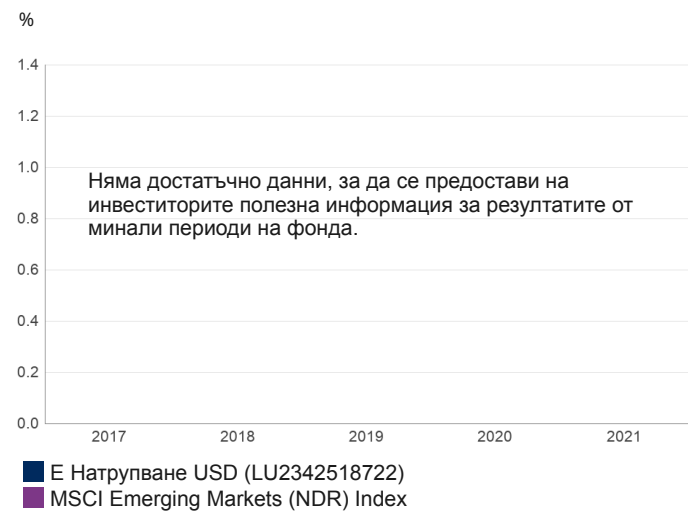 %
1.4
1.2
1.0
Няма достатъчно данни, за да се предостави на
инвеститорите полезна информация за резултатите от
0.8
минали периоди на фонда.
0.6
0.4
0.2
0.0
2017 2018 2019 2020 2021
E Натрупване USD (LU2342518722)
MSCI Emerging Markets (NDR) Index